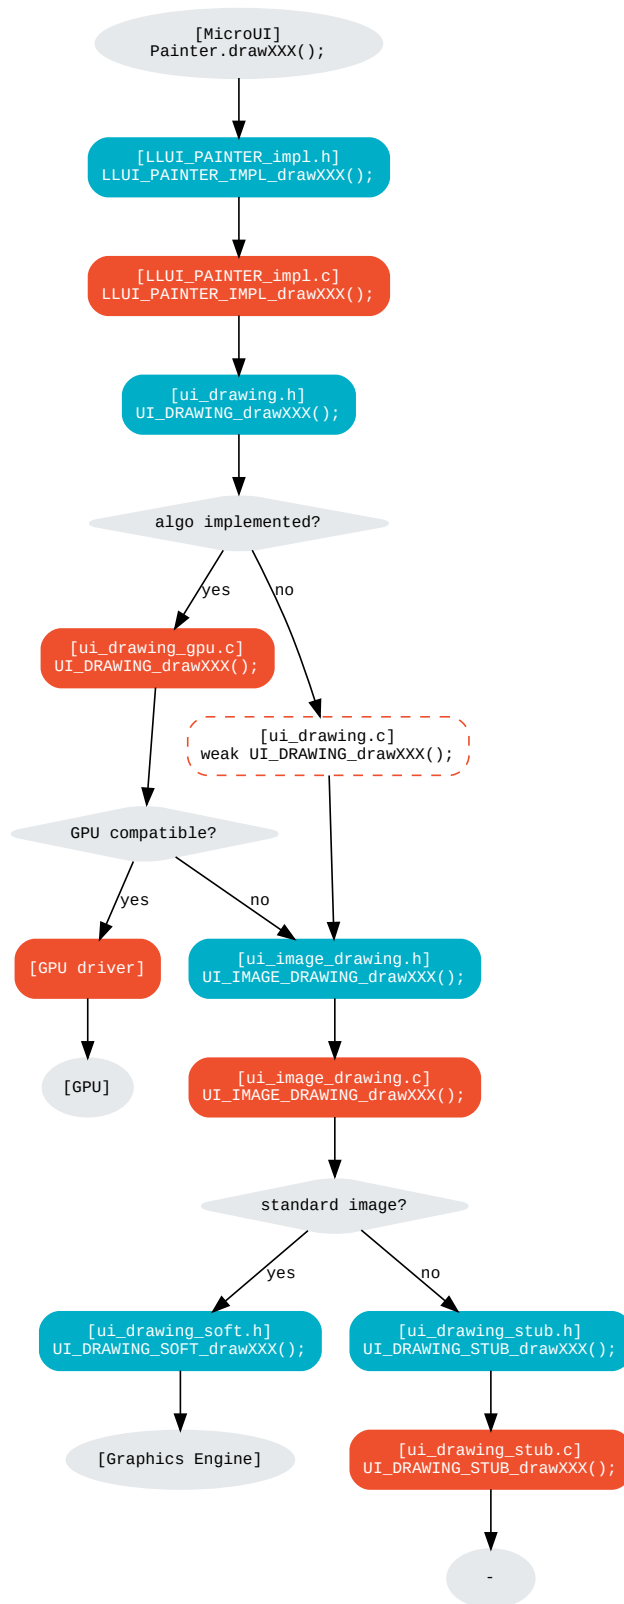 [MicroUI]
Painter.drawXXX();
[LLUI_PAINTER_impl.h]
LLUI_PAINTER_IMPL_drawXXX();
[LLUI_PAINTER_impl.c]
LLUI_PAINTER_IMPL_drawXXX();
[ui_drawing.h]
UI_DRAWING_drawXXX();
algo implemented?
yes
no
[ui_drawing_gpu.c]
UI_DRAWING_drawXXX();
[ui_drawing.c]
weak UI_DRAWING_drawXXX();
GPU compatible?
yes
no
[GPU driver]
[ui_image_drawing.h]
UI_IMAGE_DRAWING_drawXXX();
[GPU]
[ui_image_drawing.c]
UI_IMAGE_DRAWING_drawXXX();
standard image?
yes
no
[ui_drawing_soft.h]
UI_DRAWING_SOFT_drawXXX();
[ui_drawing_stub.h]
UI_DRAWING_STUB_drawXXX();
[Graphics Engine]
[ui_drawing_stub.c]
UI_DRAWING_STUB_drawXXX();
-